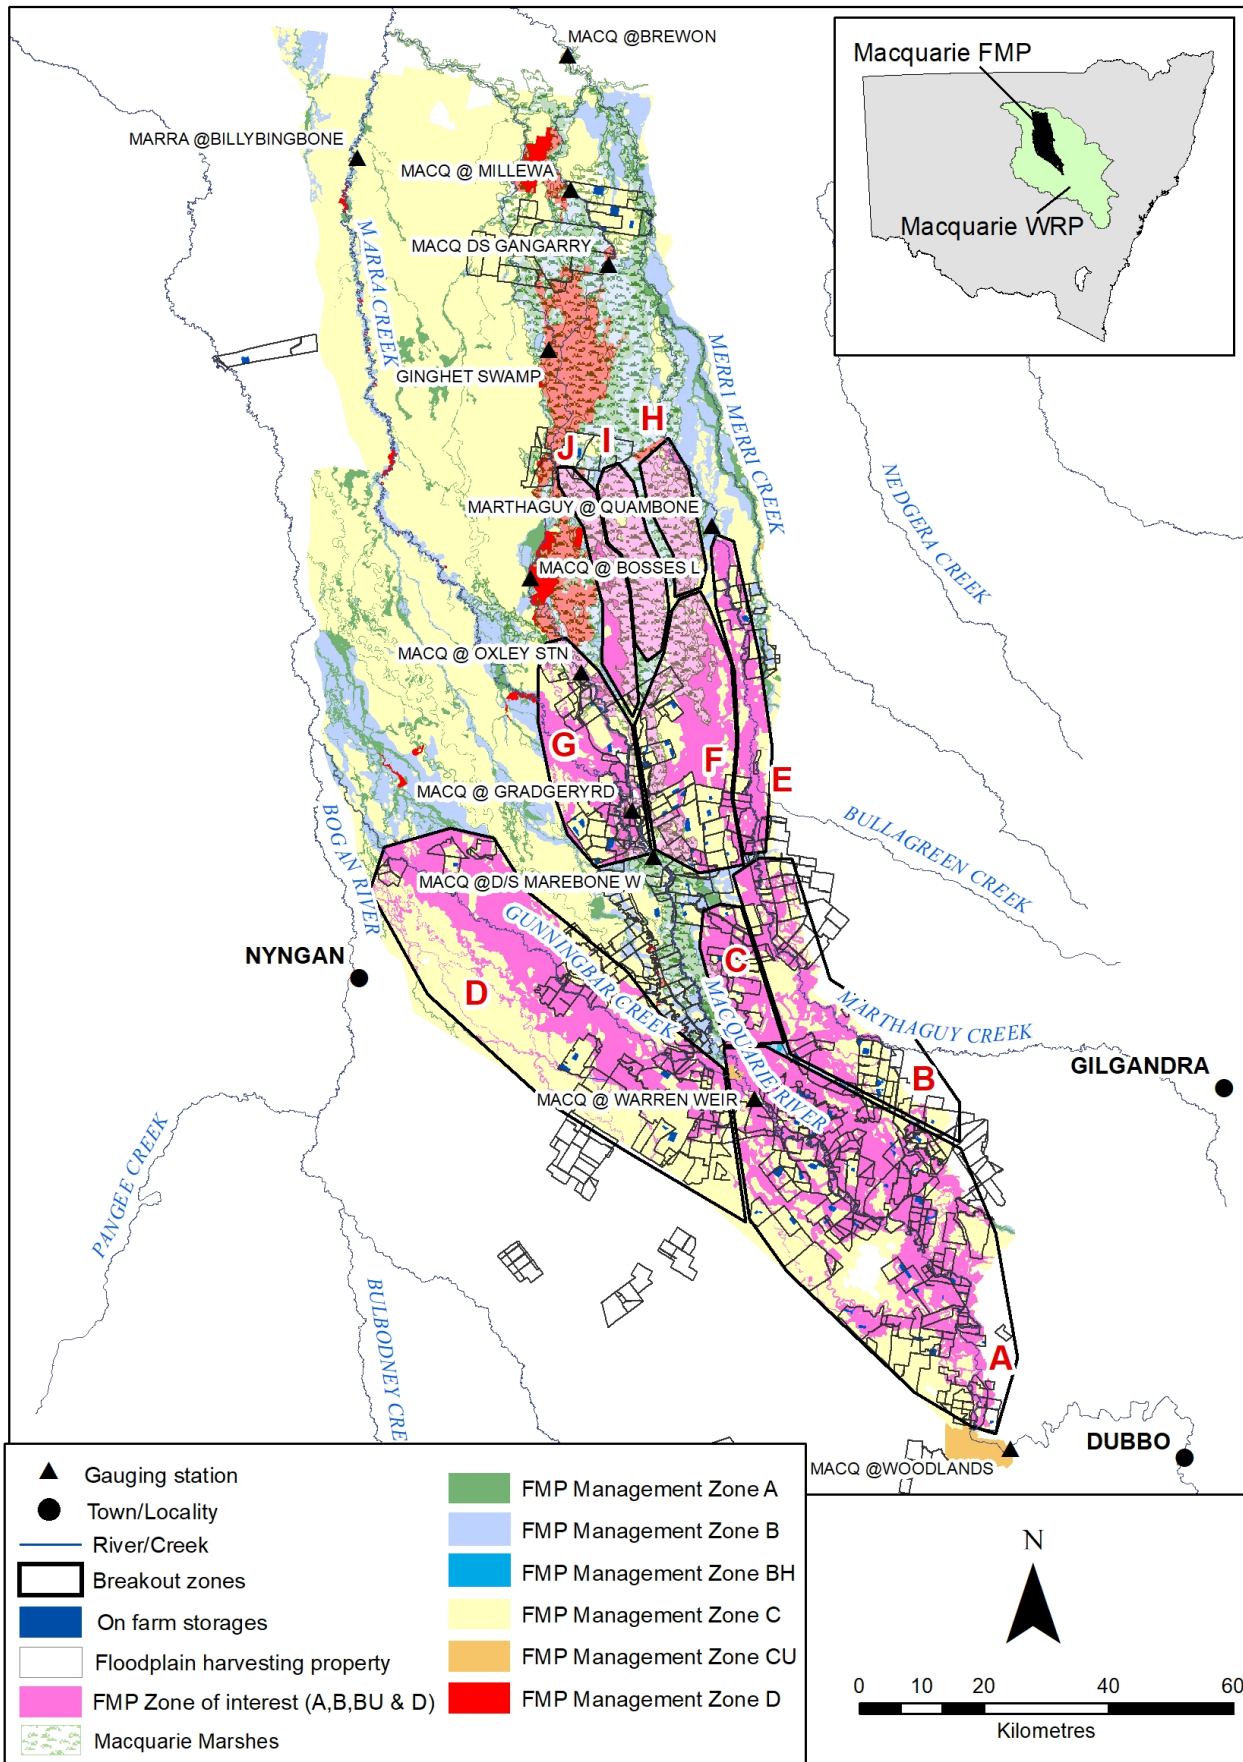 MACQ @BREWON
Macquarie FMP
Macquarie WRP
MARRA @BILLYBINGBONE
MACQ @ MILLEWA
MARRA CREEK
MACQ DS GANGARRY
GINGHET SWAMP
MERRI MERRI CREEK
H
I
J
NEDGERA CREEK
MARTHAGUY @ QUAMBONE
MACQ @ BOSSES L
MACQ @ OXLEY STN
G
F
E
MACQ @ GRADGERYRD
BOGAN RIVER
BULLAGREEN CREEK
MACQ @D/S MAREBONE W
GUNNINGBAR CREEK
NYNGAN
C
D
MACQUARIE RIVER
MARTHAGUY CREEK
GILGANDRA
B
MACQ @ WARREN WEIR
PANGEE CREEK
BULBODNEY CRE
A
DUBBO
MACQ @WOODLANDS
Gauging station
Town/Locality
River/Creek
Breakout zones
On farm storages
Floodplain harvesting property
FMP Zone of interest (A,B,BU & D)
Macquarie Marshes
FMP Management Zone A
FMP Management Zone B
FMP Management Zone BH
FMP Management Zone C
FMP Management Zone CU
FMP Management Zone D
N
0 10 20 40 60
Kilometres